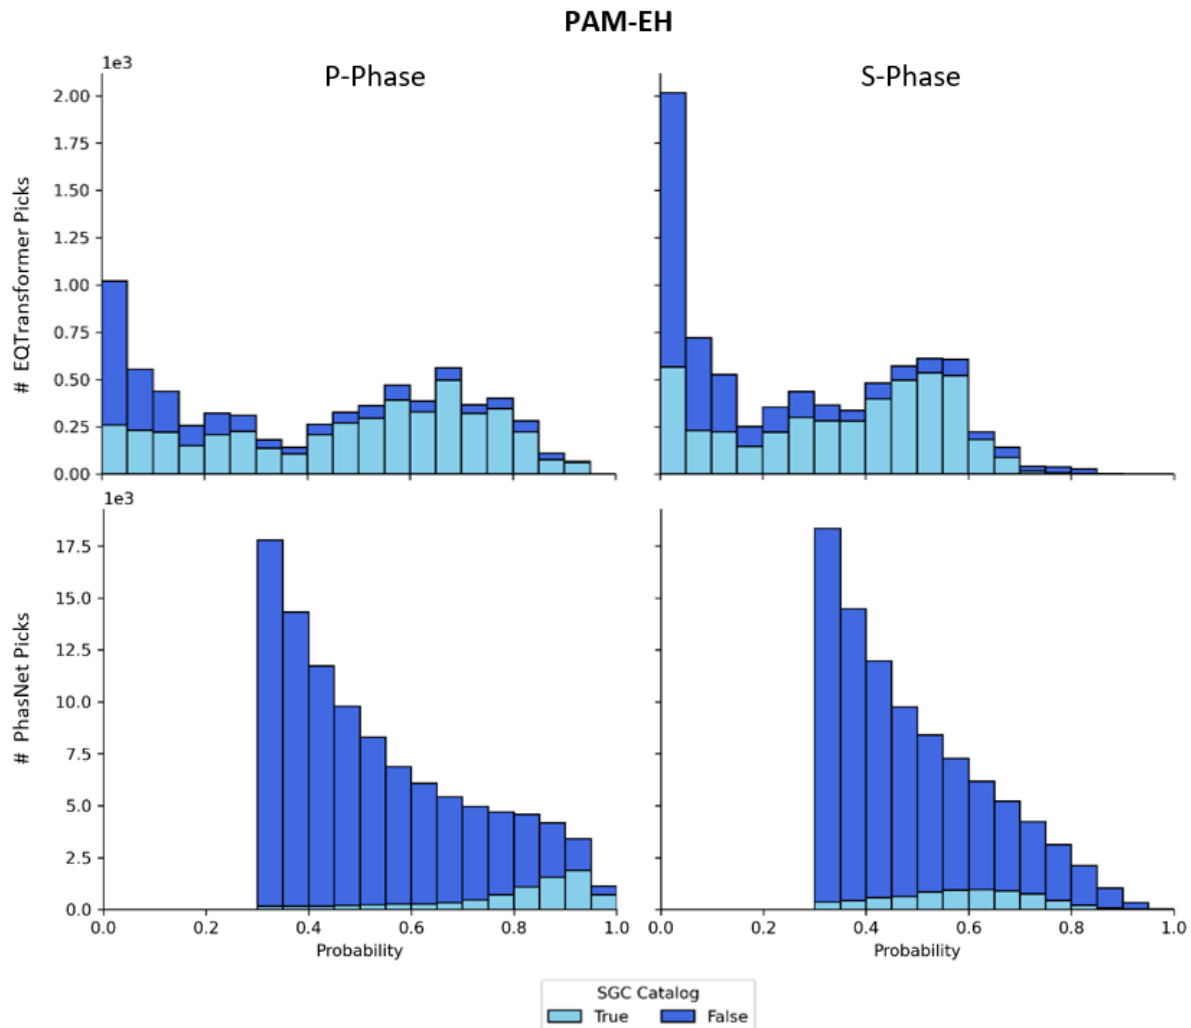 PAM-EH
P-Phase
S-Phase
1e3
2.00
1.75
1.50
1.25
1.00
0.75
0.50
0.25
0.00
# EQTransformer Picks
1e3
17.5
15.0
12.5
10.0
7.5
5.0
2.5
0.0
# PhasNet Picks
0.0 0.2 0.4 0.6 0.8 1.0
Probability
0.0 0.2 0.4 0.6 0.8 1.0
Probability
SGC Catalog
True False